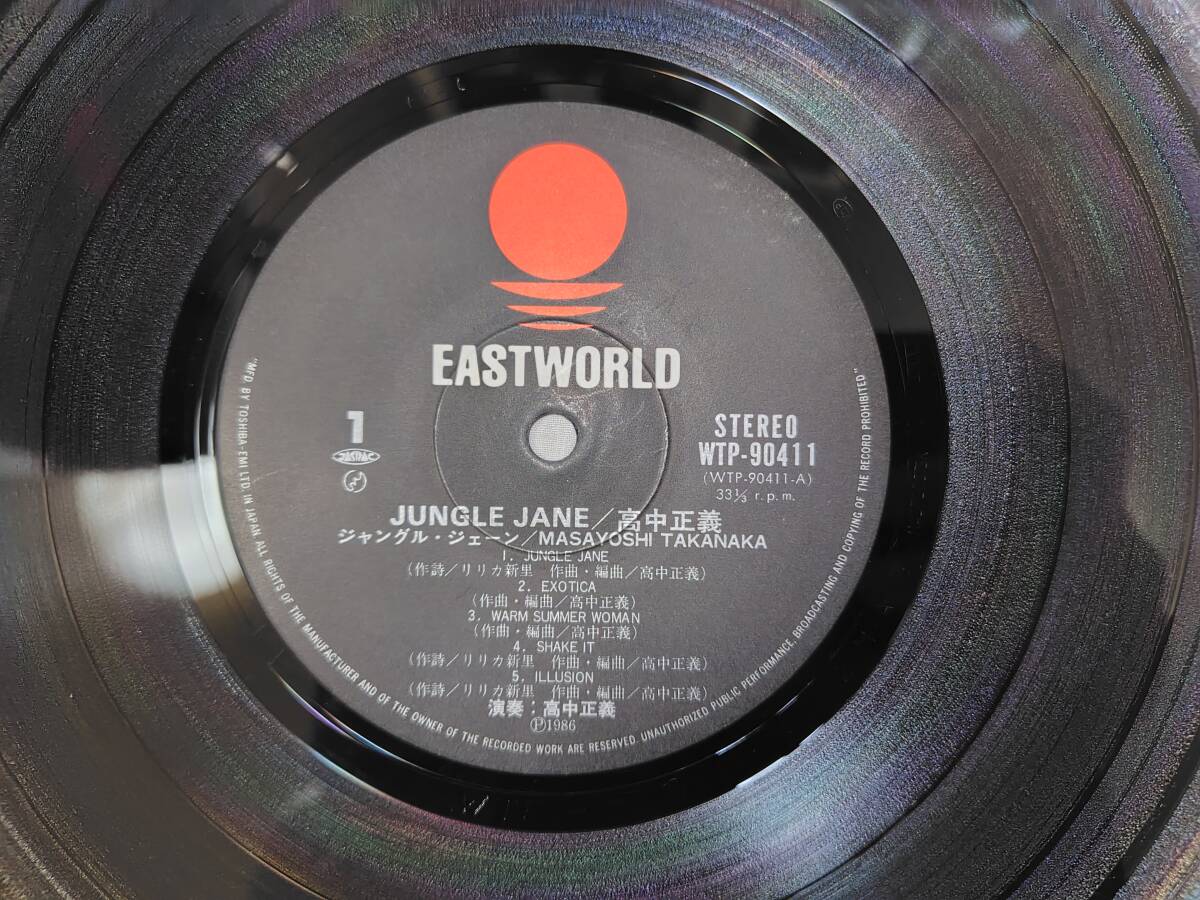 EASTWORLD
1
JASRAC
STEREO
WTP-90411
(WTP-90411-A)
33⅓ r.p.m.
JUNGLE JANE／高中正義
ジャングル・ジェーン／MASAYOSHI TAKANAKA
1. JUNGLE JANE
(作詩／リリカ新里 作曲・編曲／高中正義)
2. EXOTICA
(作曲・編曲／高中正義)
3. WARM SUMMER WOMAN
(作曲・編曲／高中正義)
4. SHAKE IT
(作詩／リリカ新里 作曲・編曲／高中正義)
5. ILLUSION
(作詩／リリカ新里 作曲・編曲／高中正義)
演奏：高中正義
Ⓟ1986
"MFD. BY TOSHIBA-EMI LTD. IN JAPAN. ALL RIGHTS OF THE MANUFACTURER AND OF THE OWNER OF THE RECORDED WORK ARE RESERVED. UNAUTHORIZED PUBLIC PERFORMANCE, BROADCASTING AND COPYING OF THE RECORD PROHIBITED."